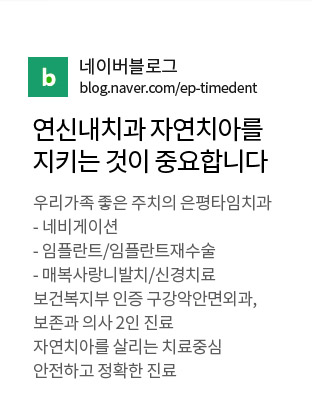 네이버블로그
blog.naver.com/ep-timedent
연신내치과 자연치아를
지키는 것이 중요합니다
우리가족 좋은 주치의 은평타임치과
- 네비게이션
- 임플란트/임플란트재수술
- 매복사랑니발치/신경치료
보건복지부 인증 구강악안면외과,
보존과 의사 2인 진료
자연치아를 살리는 치료중심
안전하고 정확한 진료